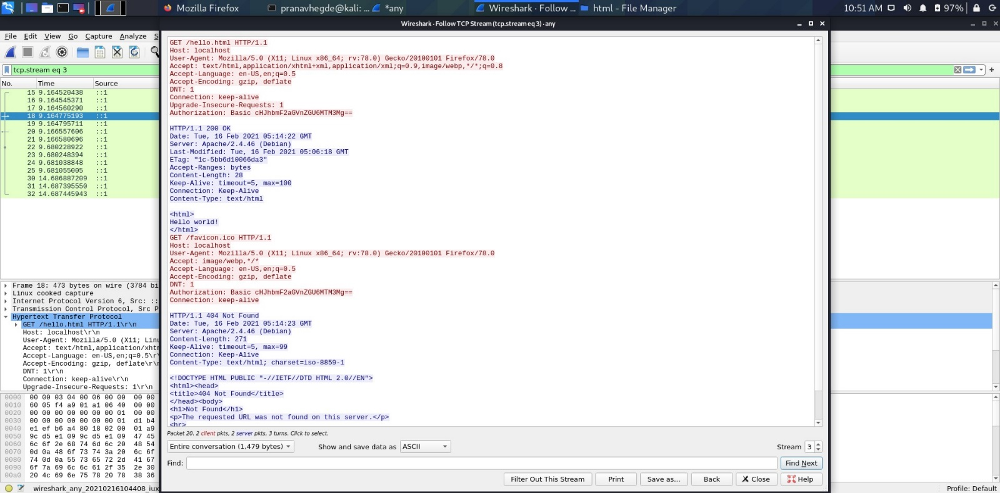 Mozilla Firefox
pranavhegde@kali: ...
*any
Wireshark · Follow ...
html - File Manager
10:51 AM
97%
Wireshark · Follow TCP Stream (tcp.stream eq 3) · any
File Edit View Go Capture Analyze S
tcp.stream eq 3
No. Time Source
15 9.164520438 ::1
16 9.164545371 ::1
17 9.164560290 ::1
18 9.164775193 ::1
19 9.164795711 ::1
20 9.166557606 ::1
21 9.166580696 ::1
22 9.680228922 ::1
23 9.680248394 ::1
24 9.681038848 ::1
25 9.681055005 ::1
30 14.686887209 ::1
31 14.687395550 ::1
32 14.687445943 ::1
Frame 18: 473 bytes on wire (3784 bi
Linux cooked capture
Internet Protocol Version 6, Src: ::
Transmission Control Protocol, Src P
Hypertext Transfer Protocol
GET /hello.html HTTP/1.1\r\n
Host: localhost\r\n
User-Agent: Mozilla/5.0 (X11; Linu
Accept: text/html,application/xhtm
Accept-Language: en-US,en;q=0.5\r\
Accept-Encoding: gzip, deflate\r\n
DNT: 1\r\n
Connection: keep-alive\r\n
Upgrade-Insecure-Requests: 1\r\n
0000 00 00 03 04 00 06 00 00 00 00
0010 60 05 f4 a9 01 a1 06 40 00 00
0020 00 00 00 00 00 00 00 01 00 00
0030 00 00 00 00 00 00 00 01 d1 b4
0040 e1 ef b6 a4 80 18 02 00 01 a9
0050 9c d5 e1 09 9c d5 e1 09 47 45
0060 6c 6f 2e 68 74 6d 6c 20 48 54
0070 0d 0a 48 6f 73 74 3a 20 6c 6f
0080 74 0d 0a 55 73 65 72 2d 41 67
0090 6f 7a 69 6c 6c 61 2f 35 2e 30
00a0 20 4c 69 6e 75 78 20 78 38 36
wireshark_any_20210216104408_iux
GET /hello.html HTTP/1.1
Host: localhost
User-Agent: Mozilla/5.0 (X11; Linux x86_64; rv:78.0) Gecko/20100101 Firefox/78.0
Accept: text/html,application/xhtml+xml,application/xml;q=0.9,image/webp,*/*;q=0.8
Accept-Language: en-US,en;q=0.5
Accept-Encoding: gzip, deflate
DNT: 1
Connection: keep-alive
Upgrade-Insecure-Requests: 1
Authorization: Basic cHJhbmF2aGVnZGU6MTM3Mg==
HTTP/1.1 200 OK
Date: Tue, 16 Feb 2021 05:14:22 GMT
Server: Apache/2.4.46 (Debian)
Last-Modified: Tue, 16 Feb 2021 05:06:18 GMT
ETag: "1c-5bb6d10066da3"
Accept-Ranges: bytes
Content-Length: 28
Keep-Alive: timeout=5, max=100
Connection: Keep-Alive
Content-Type: text/html
<html>
Hello world!
</html>
GET /favicon.ico HTTP/1.1
Host: localhost
User-Agent: Mozilla/5.0 (X11; Linux x86_64; rv:78.0) Gecko/20100101 Firefox/78.0
Accept: image/webp,*/*
Accept-Language: en-US,en;q=0.5
Accept-Encoding: gzip, deflate
DNT: 1
Authorization: Basic cHJhbmF2aGVnZGU6MTM3Mg==
Connection: keep-alive
HTTP/1.1 404 Not Found
Date: Tue, 16 Feb 2021 05:14:23 GMT
Server: Apache/2.4.46 (Debian)
Content-Length: 271
Keep-Alive: timeout=5, max=99
Connection: Keep-Alive
Content-Type: text/html; charset=iso-8859-1
<!DOCTYPE HTML PUBLIC "-//IETF//DTD HTML 2.0//EN">
<html><head>
<title>404 Not Found</title>
</head><body>
<h1>Not Found</h1>
<p>The requested URL was not found on this server.</p>
<hr>
Packet 20. 2 client pkts, 2 server pkts, 3 turns. Click to select.
Entire conversation (1,479 bytes)
Show and save data as ASCII
Stream 3
Find:
Find Next
Filter Out This Stream
Print
Save as...
Back
Close
Help
Profile: Default